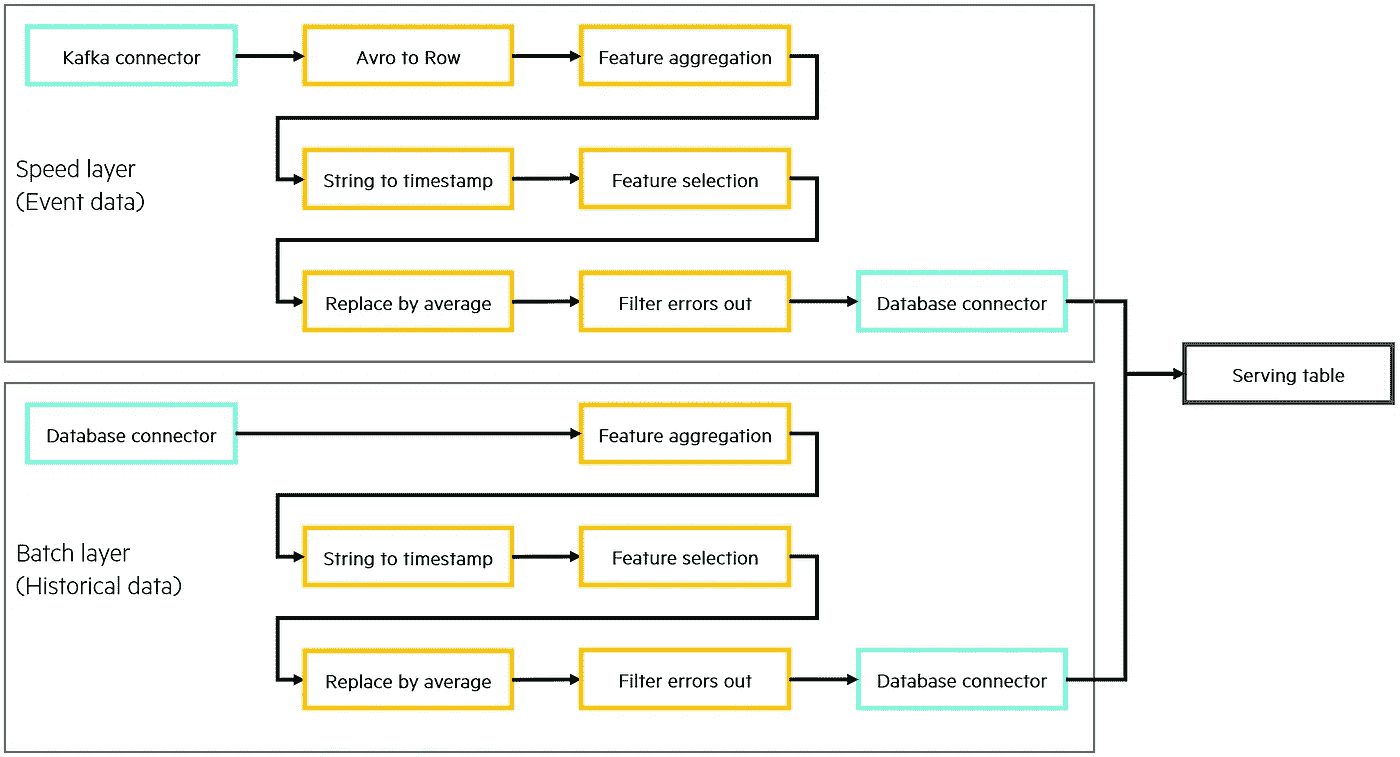 Kafka connector
Avro to Row
Feature aggregation
Speed layer
(Event data)
String to timestamp
Feature selection
Replace by average
Filter errors out
Database connector
Serving table
Database connector
Feature aggregation
Batch layer
(Historical data)
String to timestamp
Feature selection
Replace by average
Filter errors out
Database connector